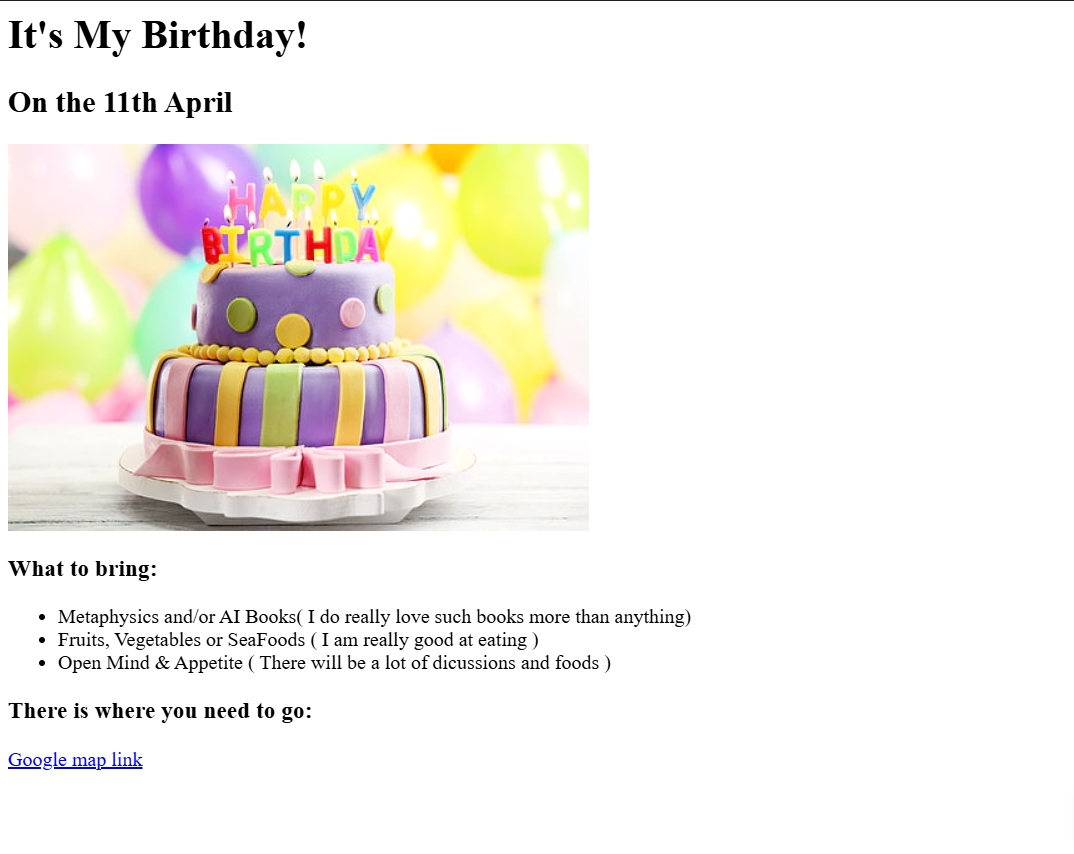 It's My Birthday!
On the 11th April
HAPPY
BIRTHDAY
What to bring:
Metaphysics and/or AI Books( I do really love such books more than anything)
Fruits, Vegetables or SeaFoods ( I am really good at eating )
Open Mind & Appetite ( There will be a lot of dicussions and foods )
There is where you need to go:
Google map link